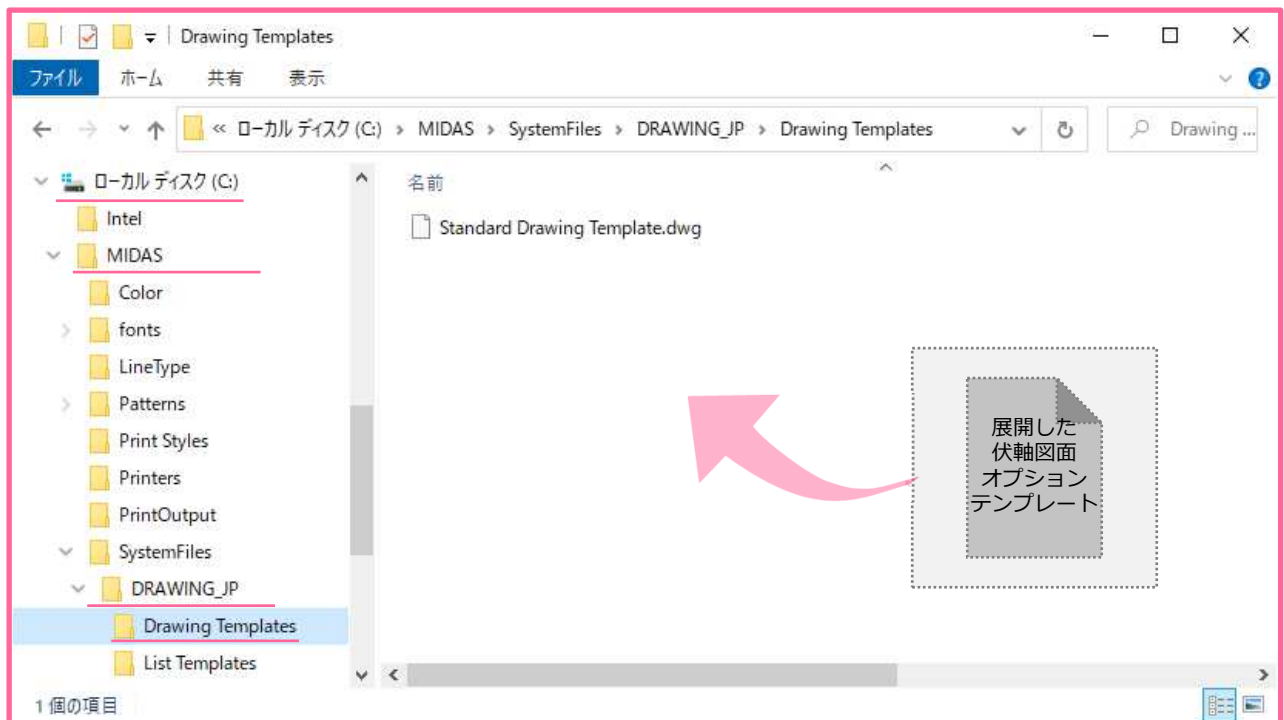 Drawing Templates
ファイル ホーム 共有 表示
« ローカル ディスク (C:) › MIDAS › SystemFiles › DRAWING_JP › Drawing Templates
Drawing ...
ローカル ディスク (C:)
Intel
MIDAS
Color
fonts
LineType
Patterns
Print Styles
Printers
PrintOutput
SystemFiles
DRAWING_JP
Drawing Templates
List Templates
名前
Standard Drawing Template.dwg
展開した
伏軸図面
オプション
テンプレート
1 個の項目